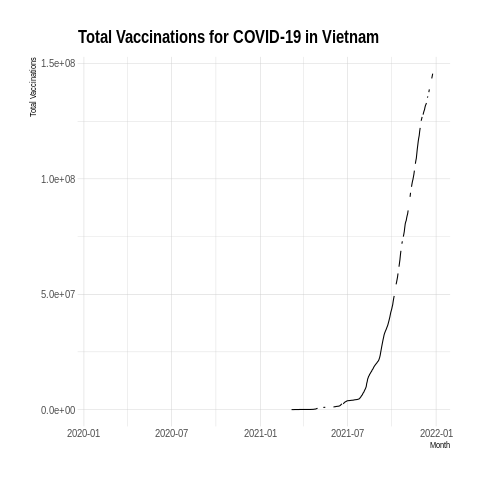 Total Vaccinations for COVID-19 in Vietnam
Total Vaccinations
1.5e+08
1.0e+08
5.0e+07
0.0e+00
2020-01 2020-07 2021-01 2021-07 2022-01
Month